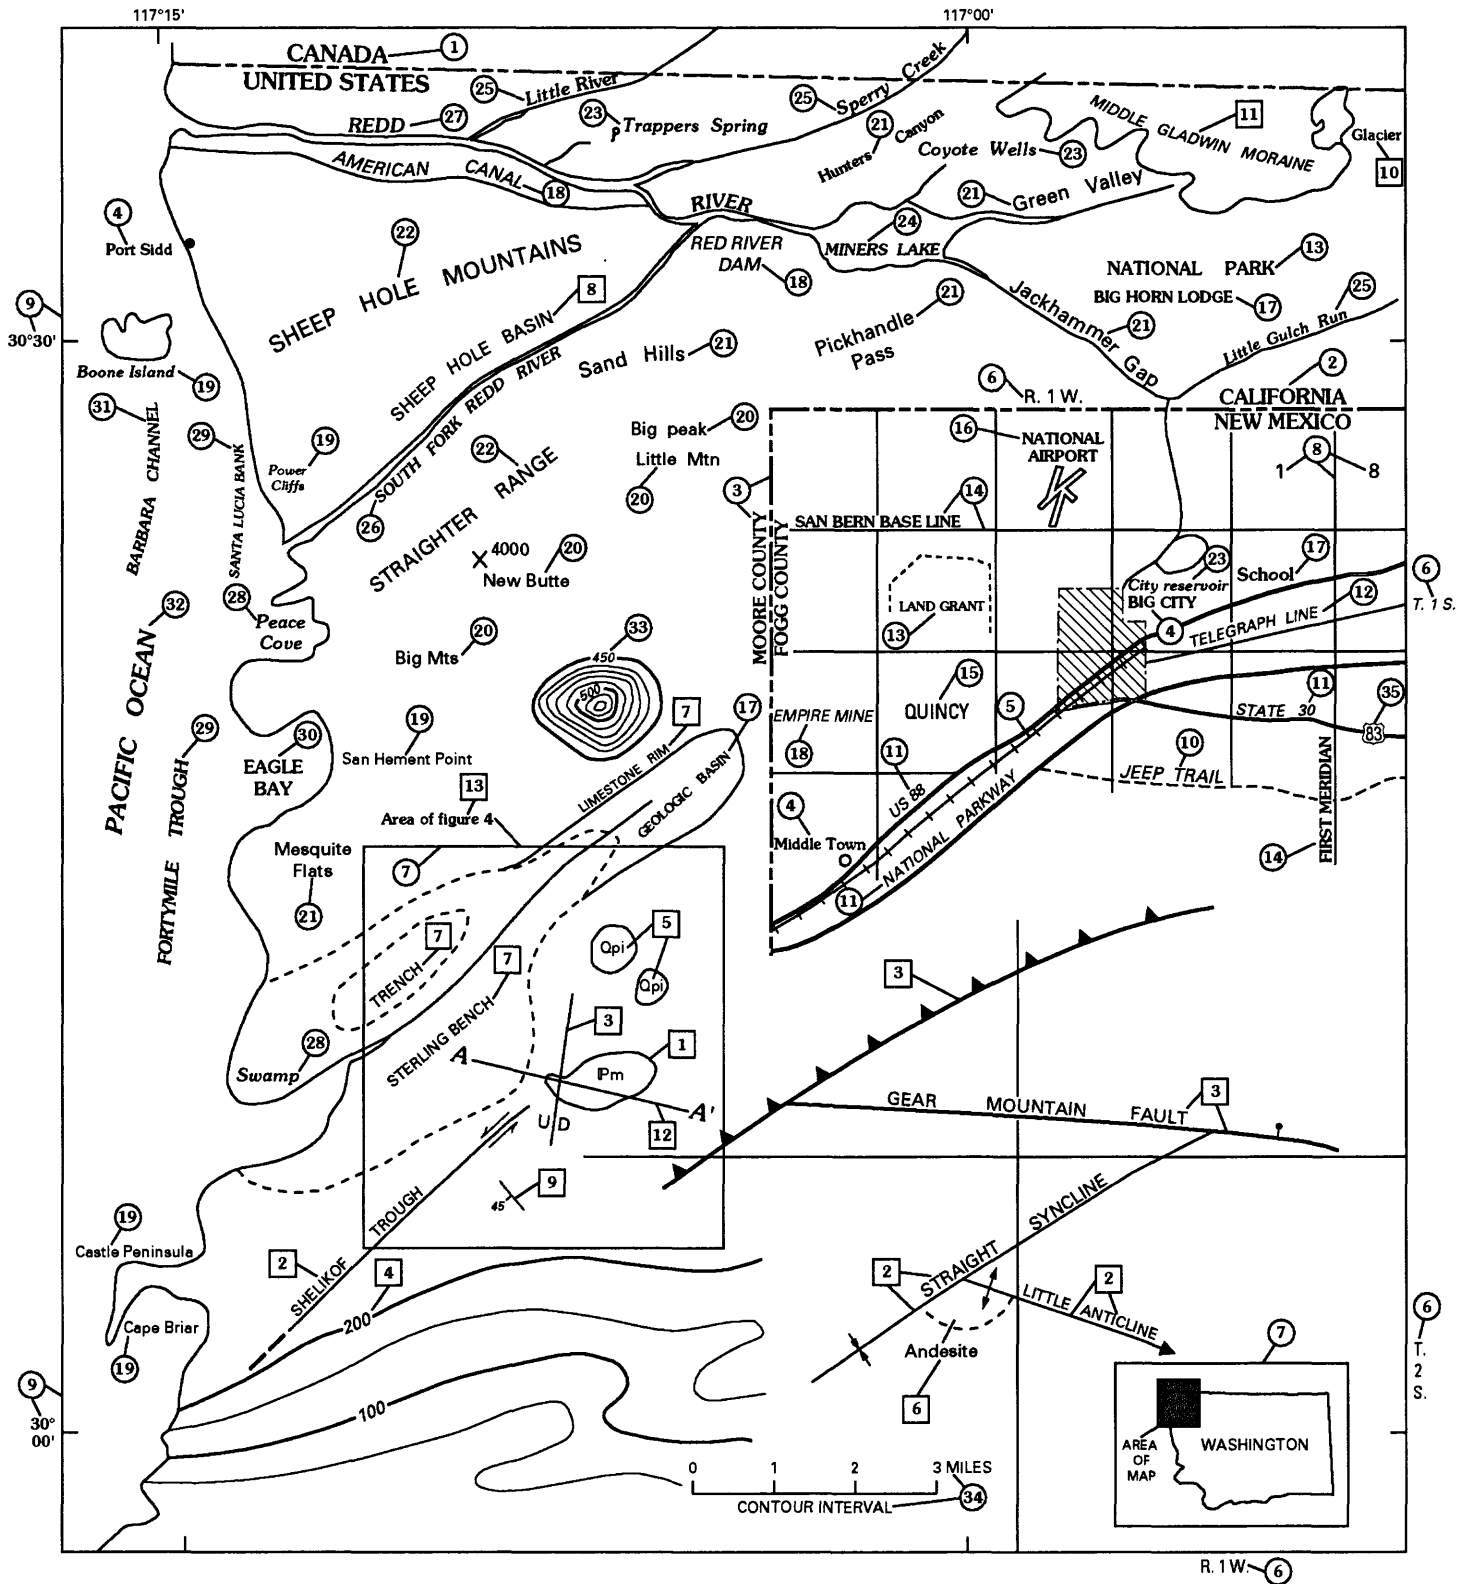 117°15'
117°00'
CANADA
1
UNITED STATES
25
Little River
25
Sperry Creek
REDD
27
23
Trappers Spring
21
Hunters Canyon
Coyote Wells
23
MIDDLE GLADWIN MORAINE
11
Glacier
10
AMERICAN CANAL
18
RIVER
21
Green Valley
4
Port Sidd
22
SHEEP HOLE MOUNTAINS
RED RIVER
DAM
18
24
MINERS LAKE
13
NATIONAL PARK
BIG HORN LODGE
17
25
Little Gulch Run
9
30°30'
8
SHEEP HOLE BASIN
SOUTH FORK REDD RIVER
26
Sand Hills
21
21
Pickhandle
Pass
Jackhammer Gap
21
Boone Island
19
31
BARBARA CHANNEL
29
SANTA LUCIA BANK
19
Power
Cliffs
22
STRAIGHTER RANGE
Big peak
20
Little Mtn
20
6
R. 1 W.
2
CALIFORNIA
NEW MEXICO
16
NATIONAL
AIRPORT
8
1
8
3
14
SAN BERN BASE LINE
MOORE COUNTY
FOGG COUNTY
4000
New Butte
20
LAND GRANT
13
23
City reservoir
BIG CITY
4
School
17
6
T. 1 S.
12
TELEGRAPH LINE
28
Peace
Cove
32
PACIFIC OCEAN
20
Big Mts
33
450
500
15
QUINCY
EMPIRE MINE
18
5
11
STATE 30
35
83
29
FORTYMILE TROUGH
30
EAGLE
BAY
19
San Hement Point
7
LIMESTONE RIM
17
GEOLOGIC BASIN
11
US 88
NATIONAL PARKWAY
11
10
JEEP TRAIL
FIRST MERIDIAN
14
4
Middle Town
13
Area of figure 4
Mesquite
Flats
21
7
7
TRENCH
7
STERLING BENCH
5
Qpi
Qpi
3
3
28
Swamp
A
1
ℙm
A'
U D
12
GEAR MOUNTAIN FAULT
3
9
45
19
Castle Peninsula
2
SHELIKOF TROUGH
4
200
2
STRAIGHT SYNCLINE
2
LITTLE ANTICLINE
Cape Briar
19
Andesite
6
6
T.
2
S.
7
9
30°
00'
100
AREA
OF
MAP
WASHINGTON
0 1 2 3 MILES
CONTOUR INTERVAL
34
R. 1 W.
6